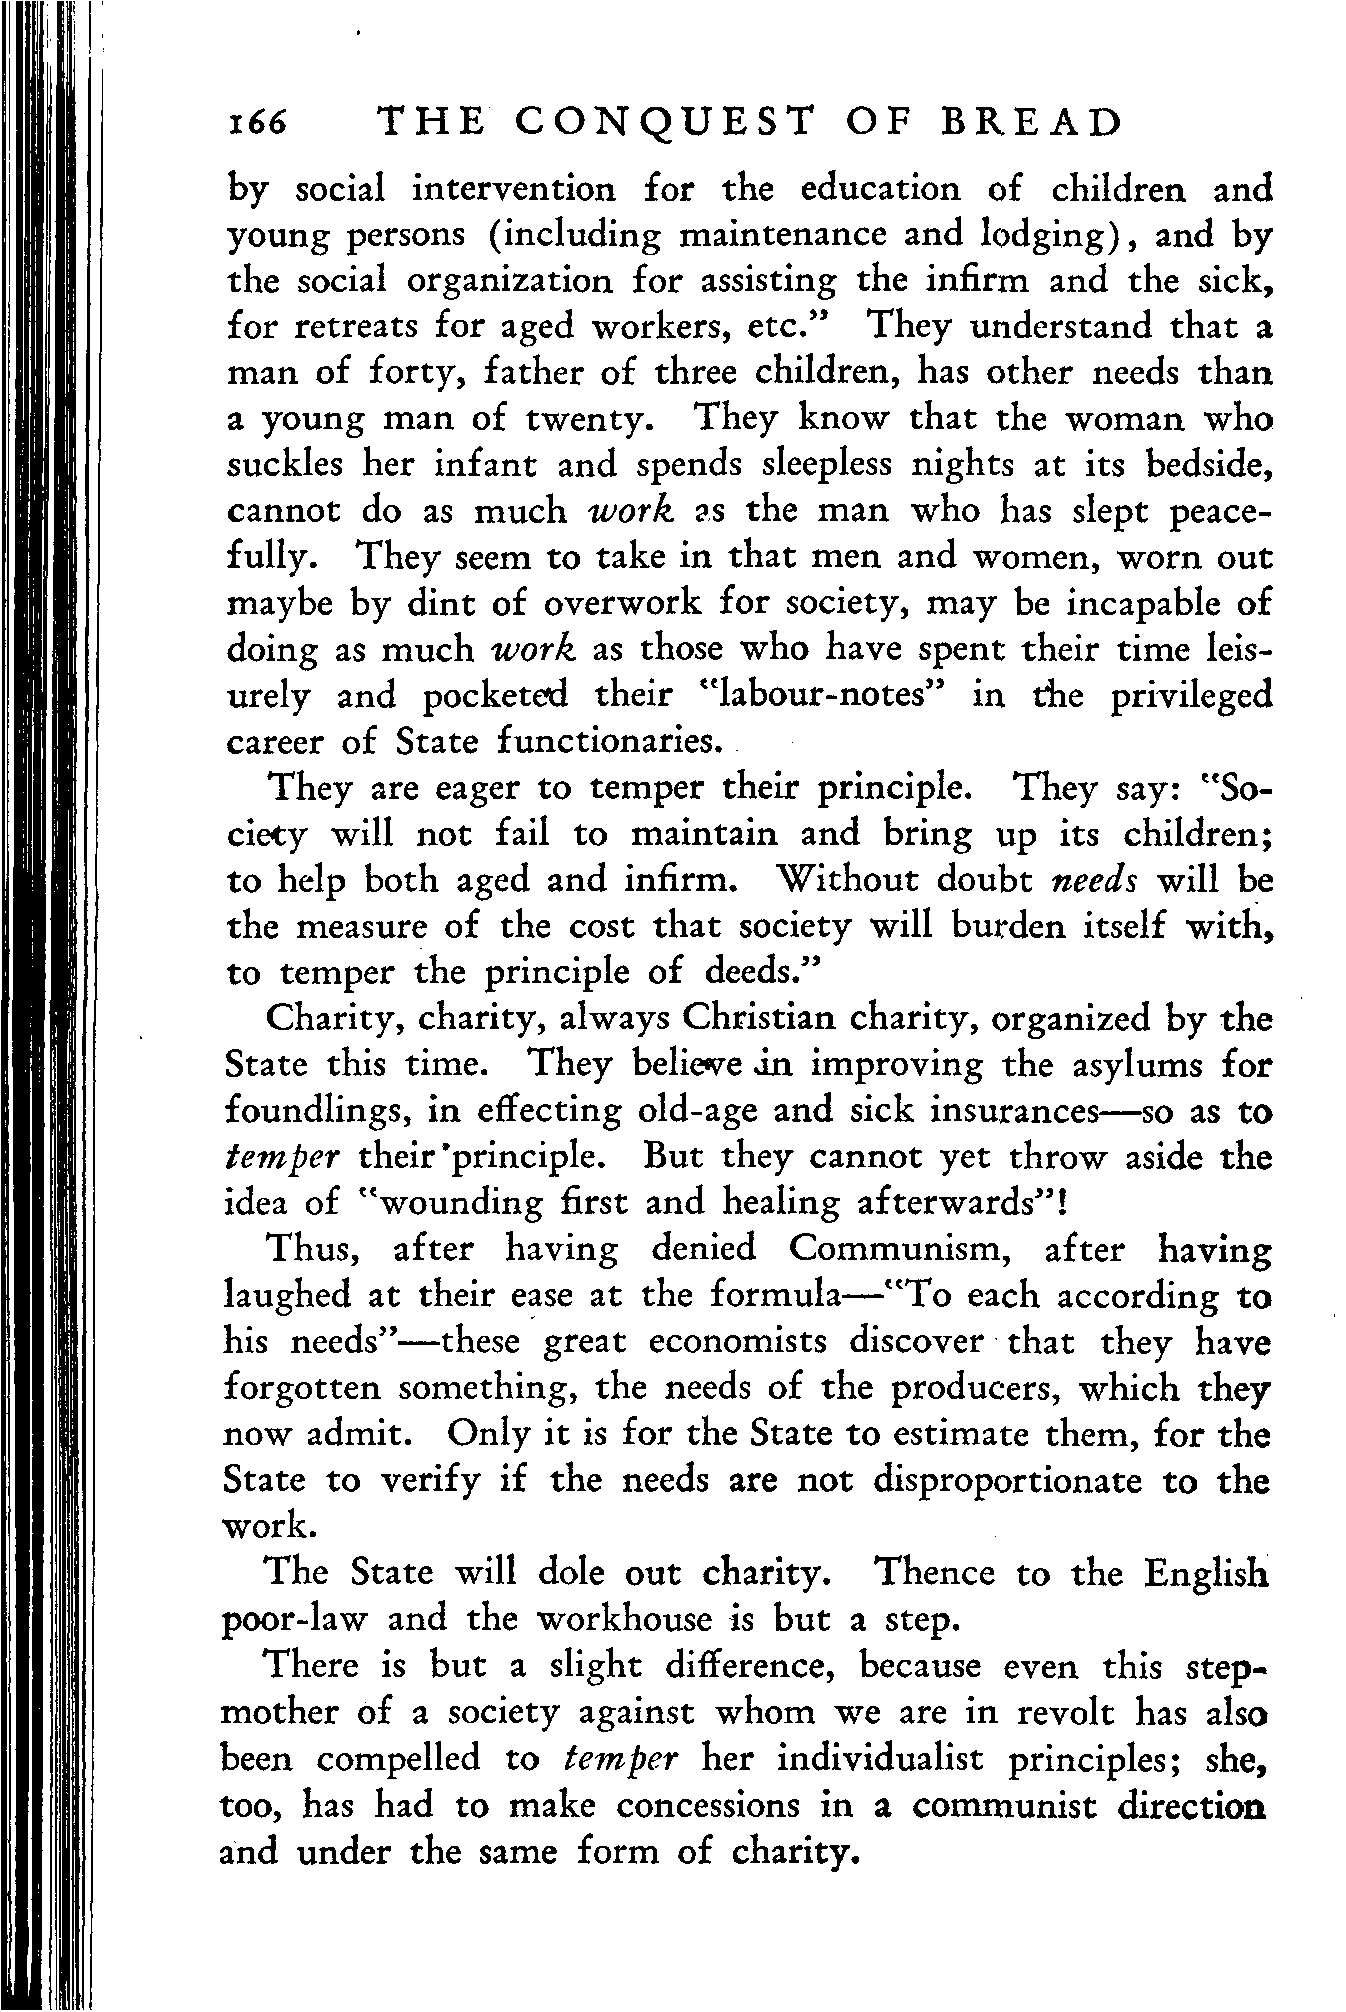 166 THE CONQUEST OF BREAD
by social intervention for the education of children and
young persons (including maintenance and lodging), and by
the social organization for assisting the infirm and the sick,
for retreats for aged workers, etc.” They understand that a
man of forty, father of three children, has other needs than
a young man of twenty. They know that the woman who
suckles her infant and spends sleepless nights at its bedside,
cannot do as much work as the man who has slept peace-
fully. They seem to take in that men and women, worn out
maybe by dint of overwork for society, may be incapable of
doing as much work as those who have spent their time leis-
urely and pocketed their “labour-notes” in the privileged
career of State functionaries.
They are eager to temper their principle. They say: “So-
ciety will not fail to maintain and bring up its children;
to help both aged and infirm. Without doubt needs will be
the measure of the cost that society will burden itself with,
to temper the principle of deeds.”
Charity, charity, always Christian charity, organized by the
State this time. They believe in improving the asylums for
foundlings, in effecting old-age and sick insurances—so as to
temper their principle. But they cannot yet throw aside the
idea of “wounding first and healing afterwards”!
Thus, after having denied Communism, after having
laughed at their ease at the formula—“To each according to
his needs”—these great economists discover that they have
forgotten something, the needs of the producers, which they
now admit. Only it is for the State to estimate them, for the
State to verify if the needs are not disproportionate to the
work.
The State will dole out charity. Thence to the English
poor-law and the workhouse is but a step.
There is but a slight difference, because even this step-
mother of a society against whom we are in revolt has also
been compelled to temper her individualist principles; she,
too, has had to make concessions in a communist direction
and under the same form of charity.